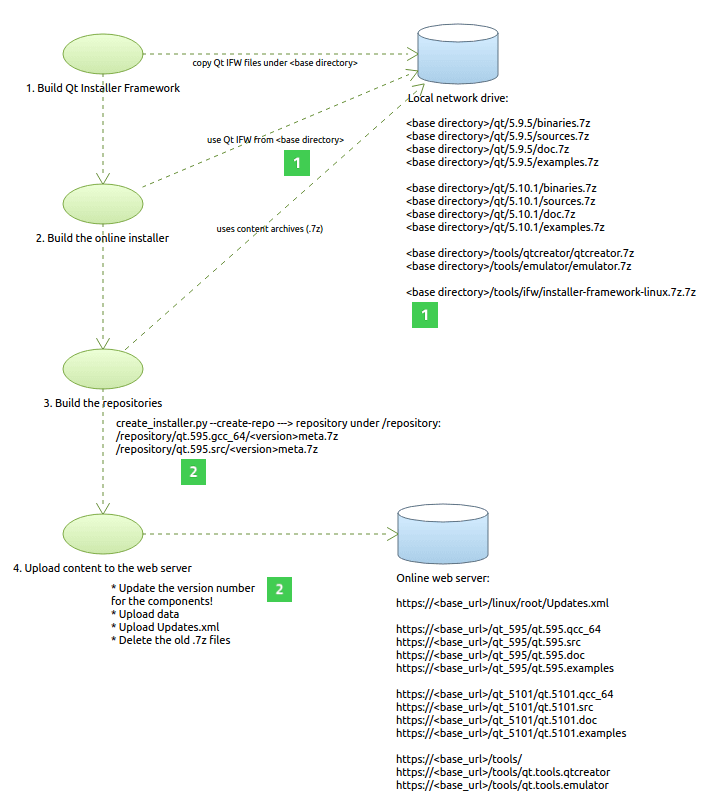 copy Qt IFW files under <base directory>
1. Build Qt Installer Framework
Local network drive:
<base directory>/qt/5.9.5/binaries.7z
<base directory>/qt/5.9.5/sources.7z
<base directory>/qt/5.9.5/doc.7z
<base directory>/qt/5.9.5/examples.7z
<base directory>/qt/5.10.1/binaries.7z
<base directory>/qt/5.10.1/sources.7z
<base directory>/qt/5.10.1/doc.7z
<base directory>/qt/5.10.1/examples.7z
<base directory>/tools/qtcreator/qtcreator.7z
<base directory>/tools/emulator/emulator.7z
<base directory>/tools/ifw/installer-framework-linux.7z.7z
1
use Qt IFW from <base directory>
1
2. Build the online installer
uses content archives (.7z)
3. Build the repositories
create_installer.py --create-repo ---> repository under /repository:
/repository/qt.595.gcc_64/<version>meta.7z
/repository/qt.595.src/<version>meta.7z
2
4. Upload content to the web server
* Update the version number
for the components!
* Upload data
* Upload Updates.xml
* Delete the old .7z files
2
Online web server:
https://<base_url>/linux/root/Updates.xml
https://<base_url>/qt_595/qt.595.qcc_64
https://<base_url>/qt_595/qt.595.src
https://<base_url>/qt_595/qt.595.doc
https://<base_url>/qt_595/qt.595.examples
https://<base_url>/qt_5101/qt.5101.qcc_64
https://<base_url>/qt_5101/qt.5101.src
https://<base_url>/qt_5101/qt.5101.doc
https://<base_url>/qt_5101/qt.5101.examples
https://<base_url>/tools/
https://<base_url>/tools/qt.tools.qtcreator
https://<base_url>/tools/qt.tools.emulator